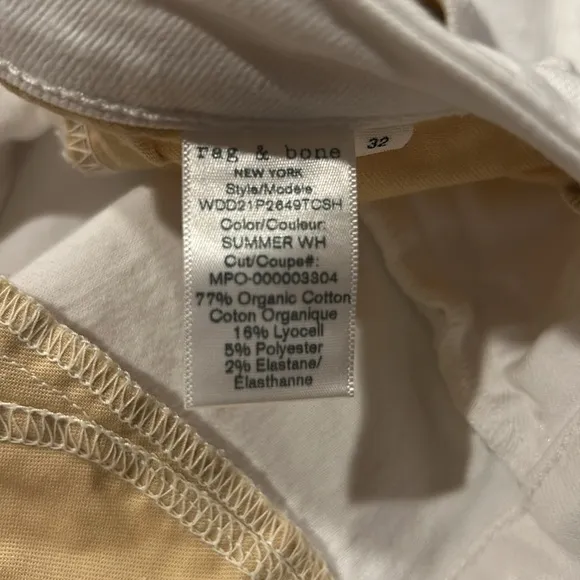 rag & bone
32
NEW YORK
Style/Modèle
WDD21P2649TCSH
Color/Couleur:
SUMMER WH
Cut/Coupe#:
MPO-000003304
77% Organic Cotton
Coton Organique
16% Lyocell
5% Polyester
2% Elastane/
Élasthanne